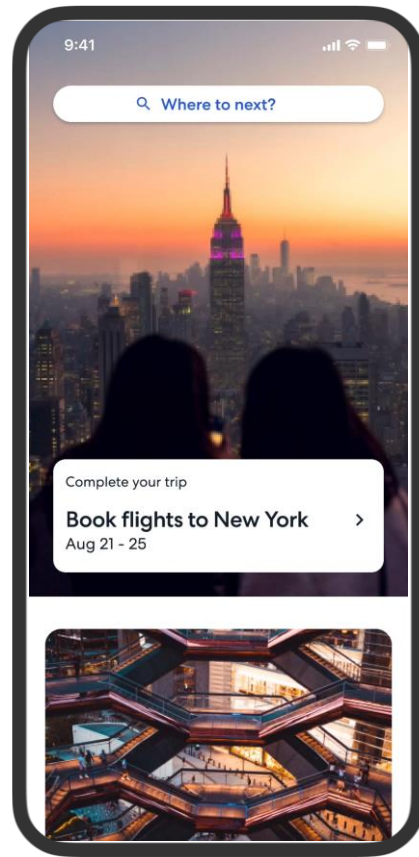 9:41
Where to next?
Complete your trip
Book flights to New York
Aug 21 - 25